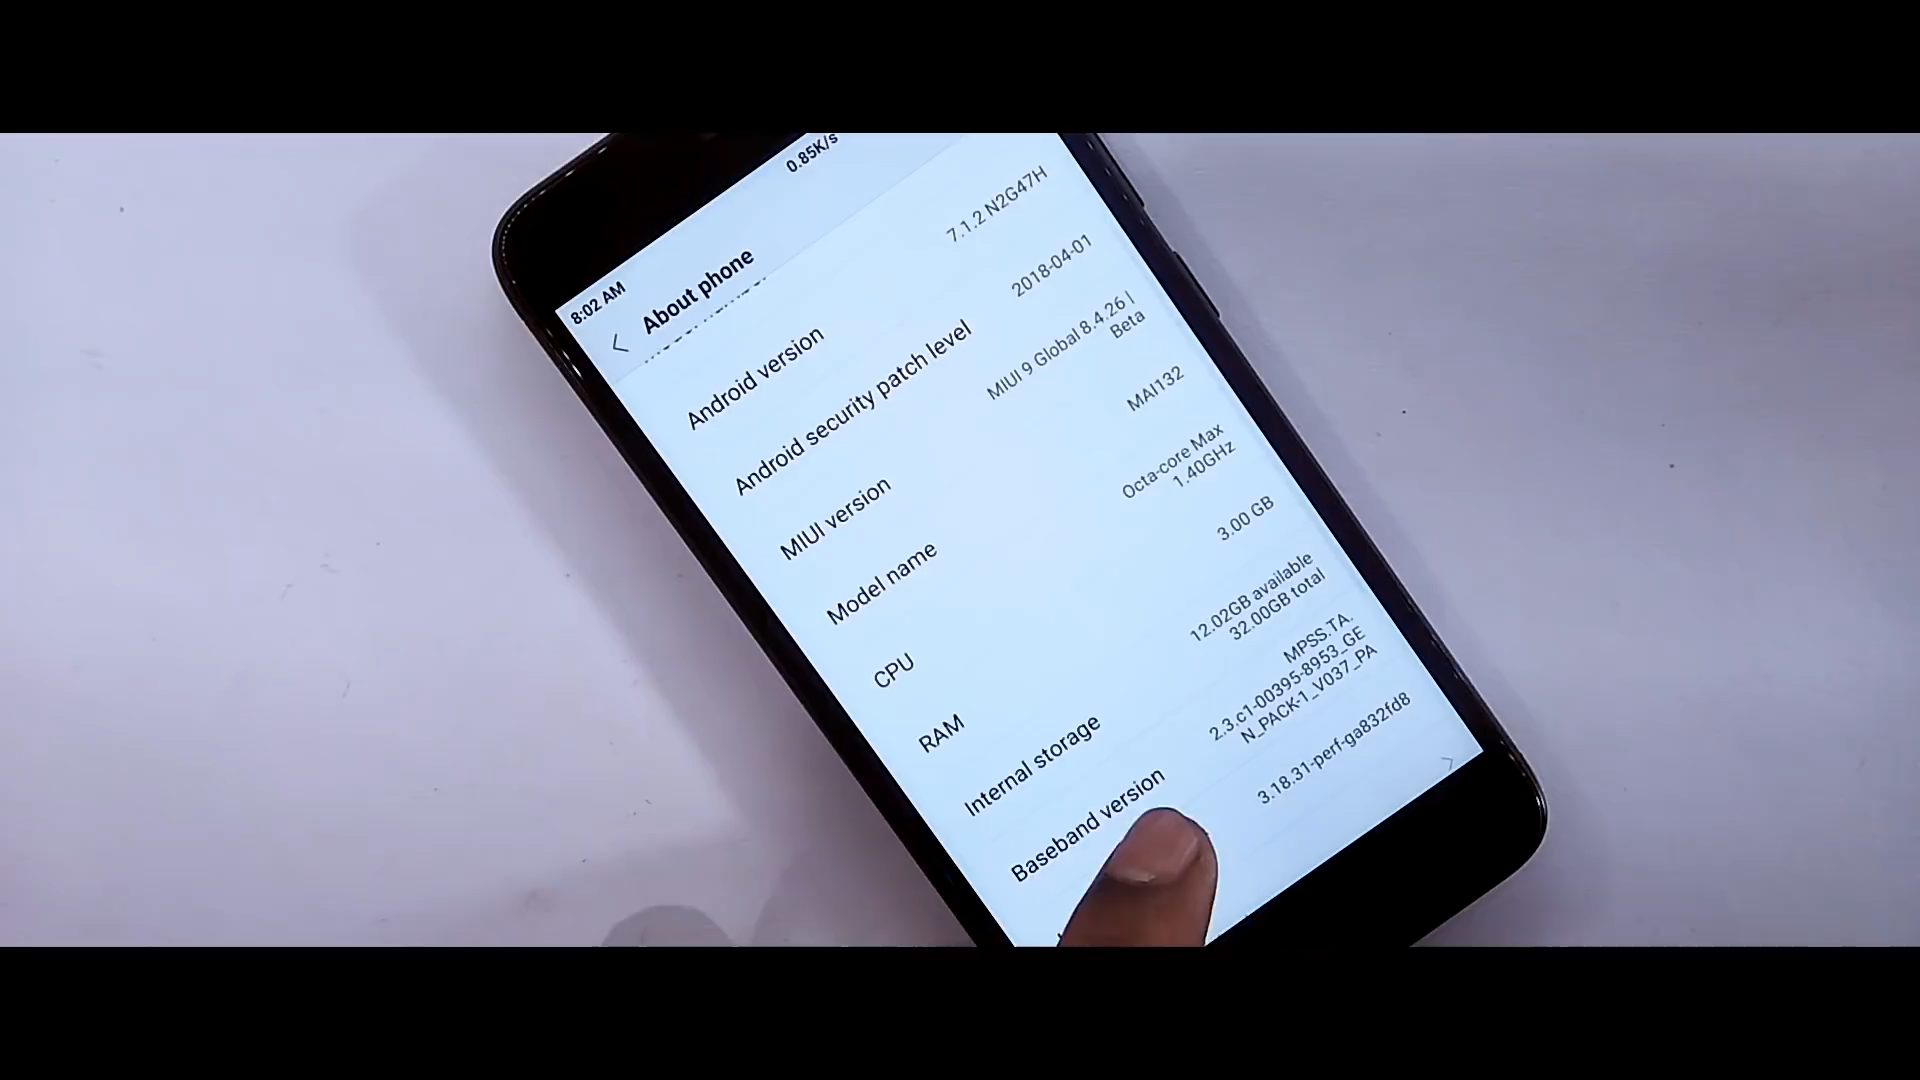 0.85K/s
8:02 AM
About phone
Android version
7.1.2 N2G47H
Android security patch level
2018-04-01
MIUI version
MIUI 9 Global 8.4.26 |
Beta
Model name
MAI132
CPU
Octa-core Max
1.40GHz
RAM
3.00 GB
Internal storage
12.02GB available
32.00GB total
Baseband version
MPSS.TA.
2.3.c1-00395-8953_GE
N_PACK-1_V037_PA
3.18.31-perf-ga832fd8